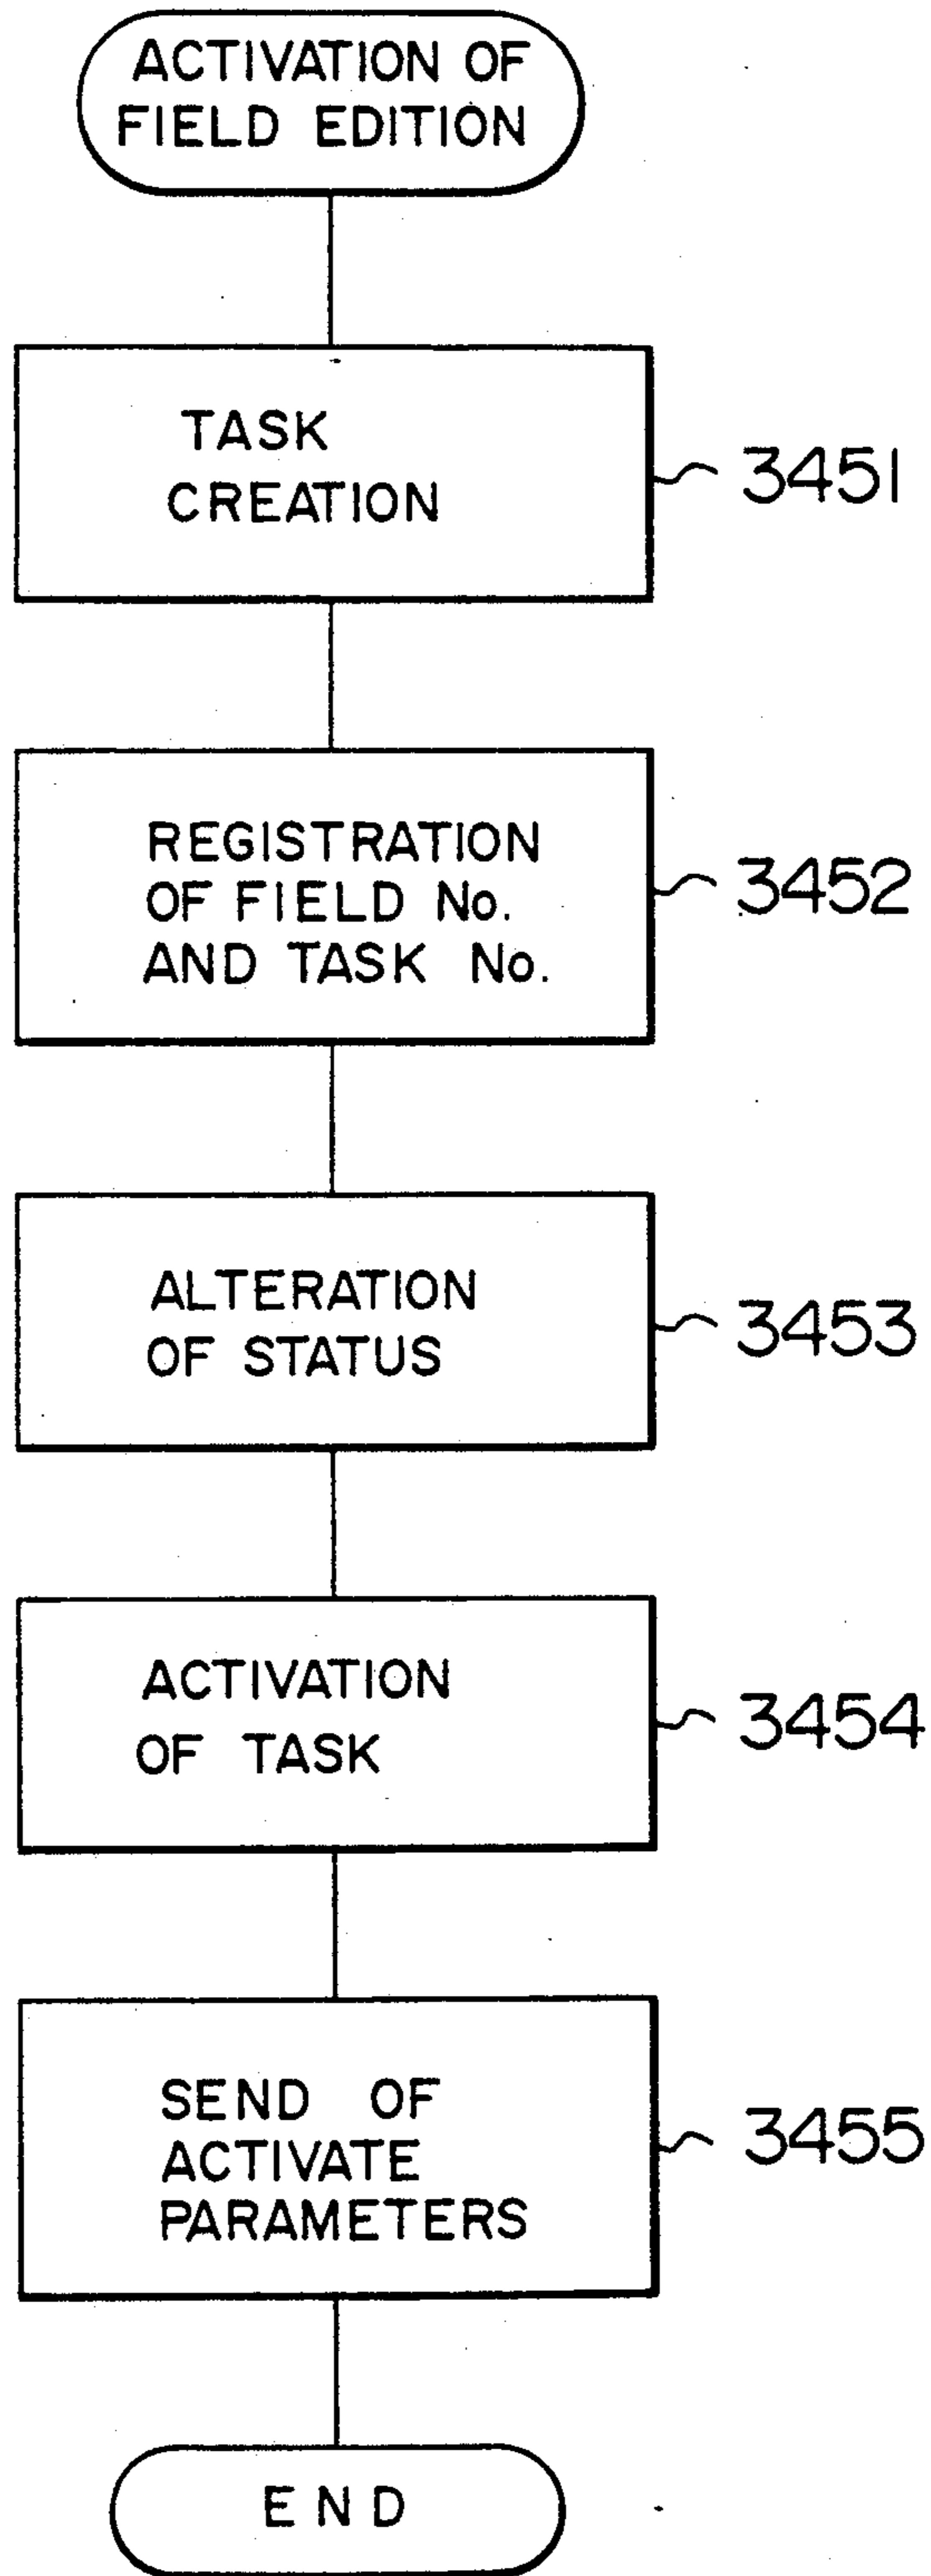 ACTIVATION OF
FIELD EDITION
TASK
CREATION
3451
REGISTRATION
OF FIELD No.
AND TASK No.
3452
ALTERATION
OF STATUS
3453
ACTIVATION
OF TASK
3454
SEND OF
ACTIVATE
PARAMETERS
3455
END